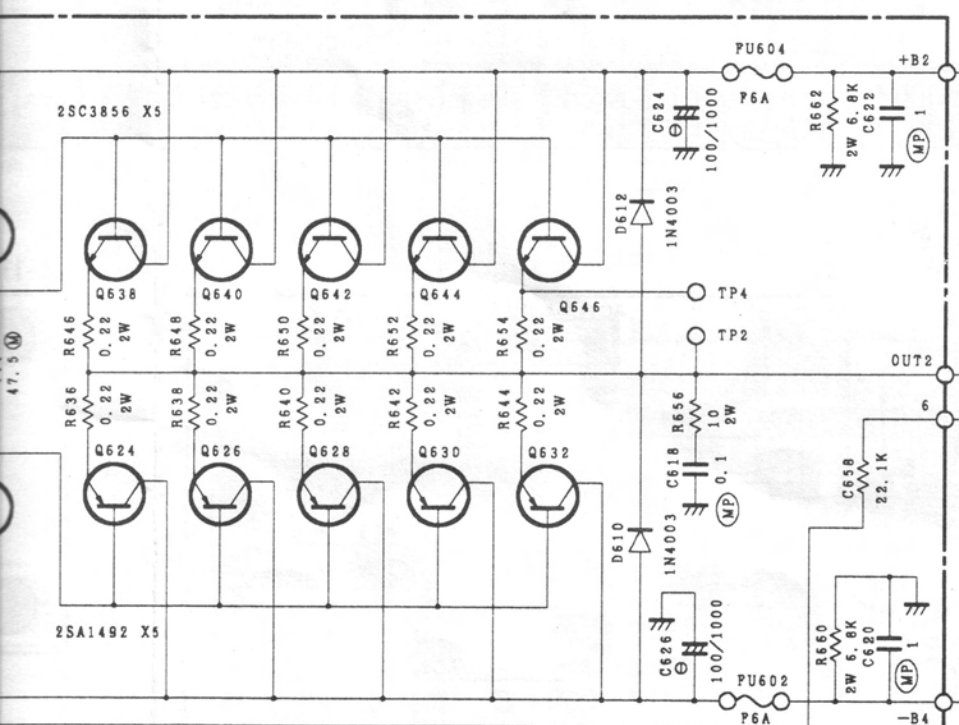 FU604
+B2
F6A
2SC3856 X5
C624
100/1000
R662
2W 6.8K
C622
MP
1
D612
1N4003
Q638
Q640
Q642
Q644
Q646
TP4
R646
0.22
2W
R648
0.22
2W
R650
0.22
2W
R652
0.22
2W
R654
0.22
2W
TP2
OUT2
47.5 M
R636
0.22
2W
R638
0.22
2W
R640
0.22
2W
R642
0.22
2W
R644
0.22
2W
R656
10
2W
6
Q624
Q626
Q628
Q630
Q632
C618
0.1
MP
C658
22.1K
D610
1N4003
2SA1492 X5
C626
100/1000
R660
2W 6.8K
C620
MP
1
FU602
F6A
-B4